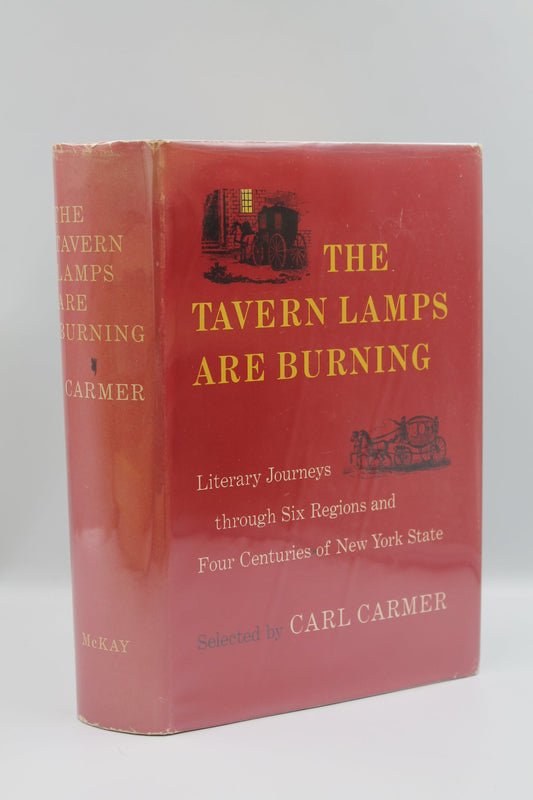 THE
TAVERN
LAMPS
ARE
BURNING
CARMER
McKAY
THE
TAVERN LAMPS
ARE BURNING
Literary Journeys
through Six Regions and
Four Centuries of New York State
Selected by CARL CARMER